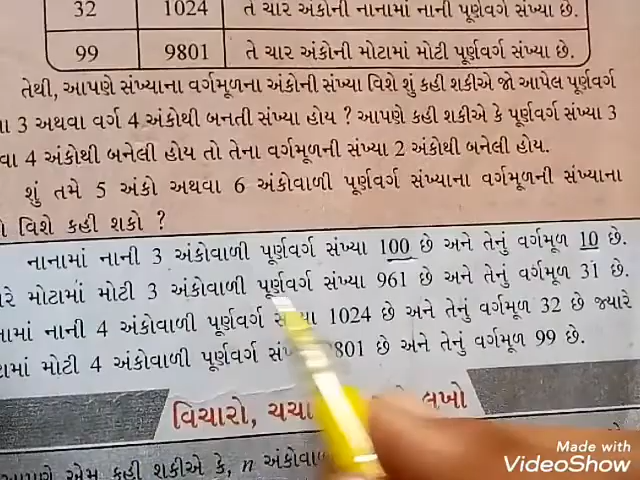 32 1024 તે ચાર અંકોની નાનામાં નાની પૂર્ણવર્ગ સંખ્યા છે.
99 9801 તે ચાર અંકોની મોટામાં મોટી પૂર્ણવર્ગ સંખ્યા છે.
તેથી, આપણે સંખ્યાના વર્ગમૂળના અંકોની સંખ્યા વિશે શું કહી શકીએ જો આપેલ પૂર્ણવર્ગ
3 અથવા વર્ગ 4 અંકોથી બનતી સંખ્યા હોય ? આપણે કહી શકીએ કે પૂર્ણવર્ગ સંખ્યા 3
વા 4 અંકોથી બનેલી હોય તો તેના વર્ગમૂળની સંખ્યા 2 અંકોથી બનેલી હોય.
શું તમે 5 અંકો અથવા 6 અંકોવાળી પૂર્ણવર્ગ સંખ્યાના વર્ગમૂળની સંખ્યાના
વિશે કહી શકો ?
નાનામાં નાની 3 અંકોવાળી પૂર્ણવર્ગ સંખ્યા 100 છે અને તેનું વર્ગમૂળ 10 છે.
રે મોટામાં મોટી 3 અંકોવાળી પૂર્ણવર્ગ સંખ્યા 961 છે અને તેનું વર્ગમૂળ 31 છે.
નામાં નાની 4 અંકોવાળી પૂર્ણવર્ગ 1024 છે અને તેનું વર્ગમૂળ 32 છે જ્યારે
ટામાં મોટી 4 અંકોવાળી પૂર્ણવર્ગ 801 છે અને તેનું વર્ગમૂળ 99 છે.
વિચારો, ચર્ચા લખો
આપણે એમ કહી શકીએ કે, n અંકોવા
Made with
VideoShow